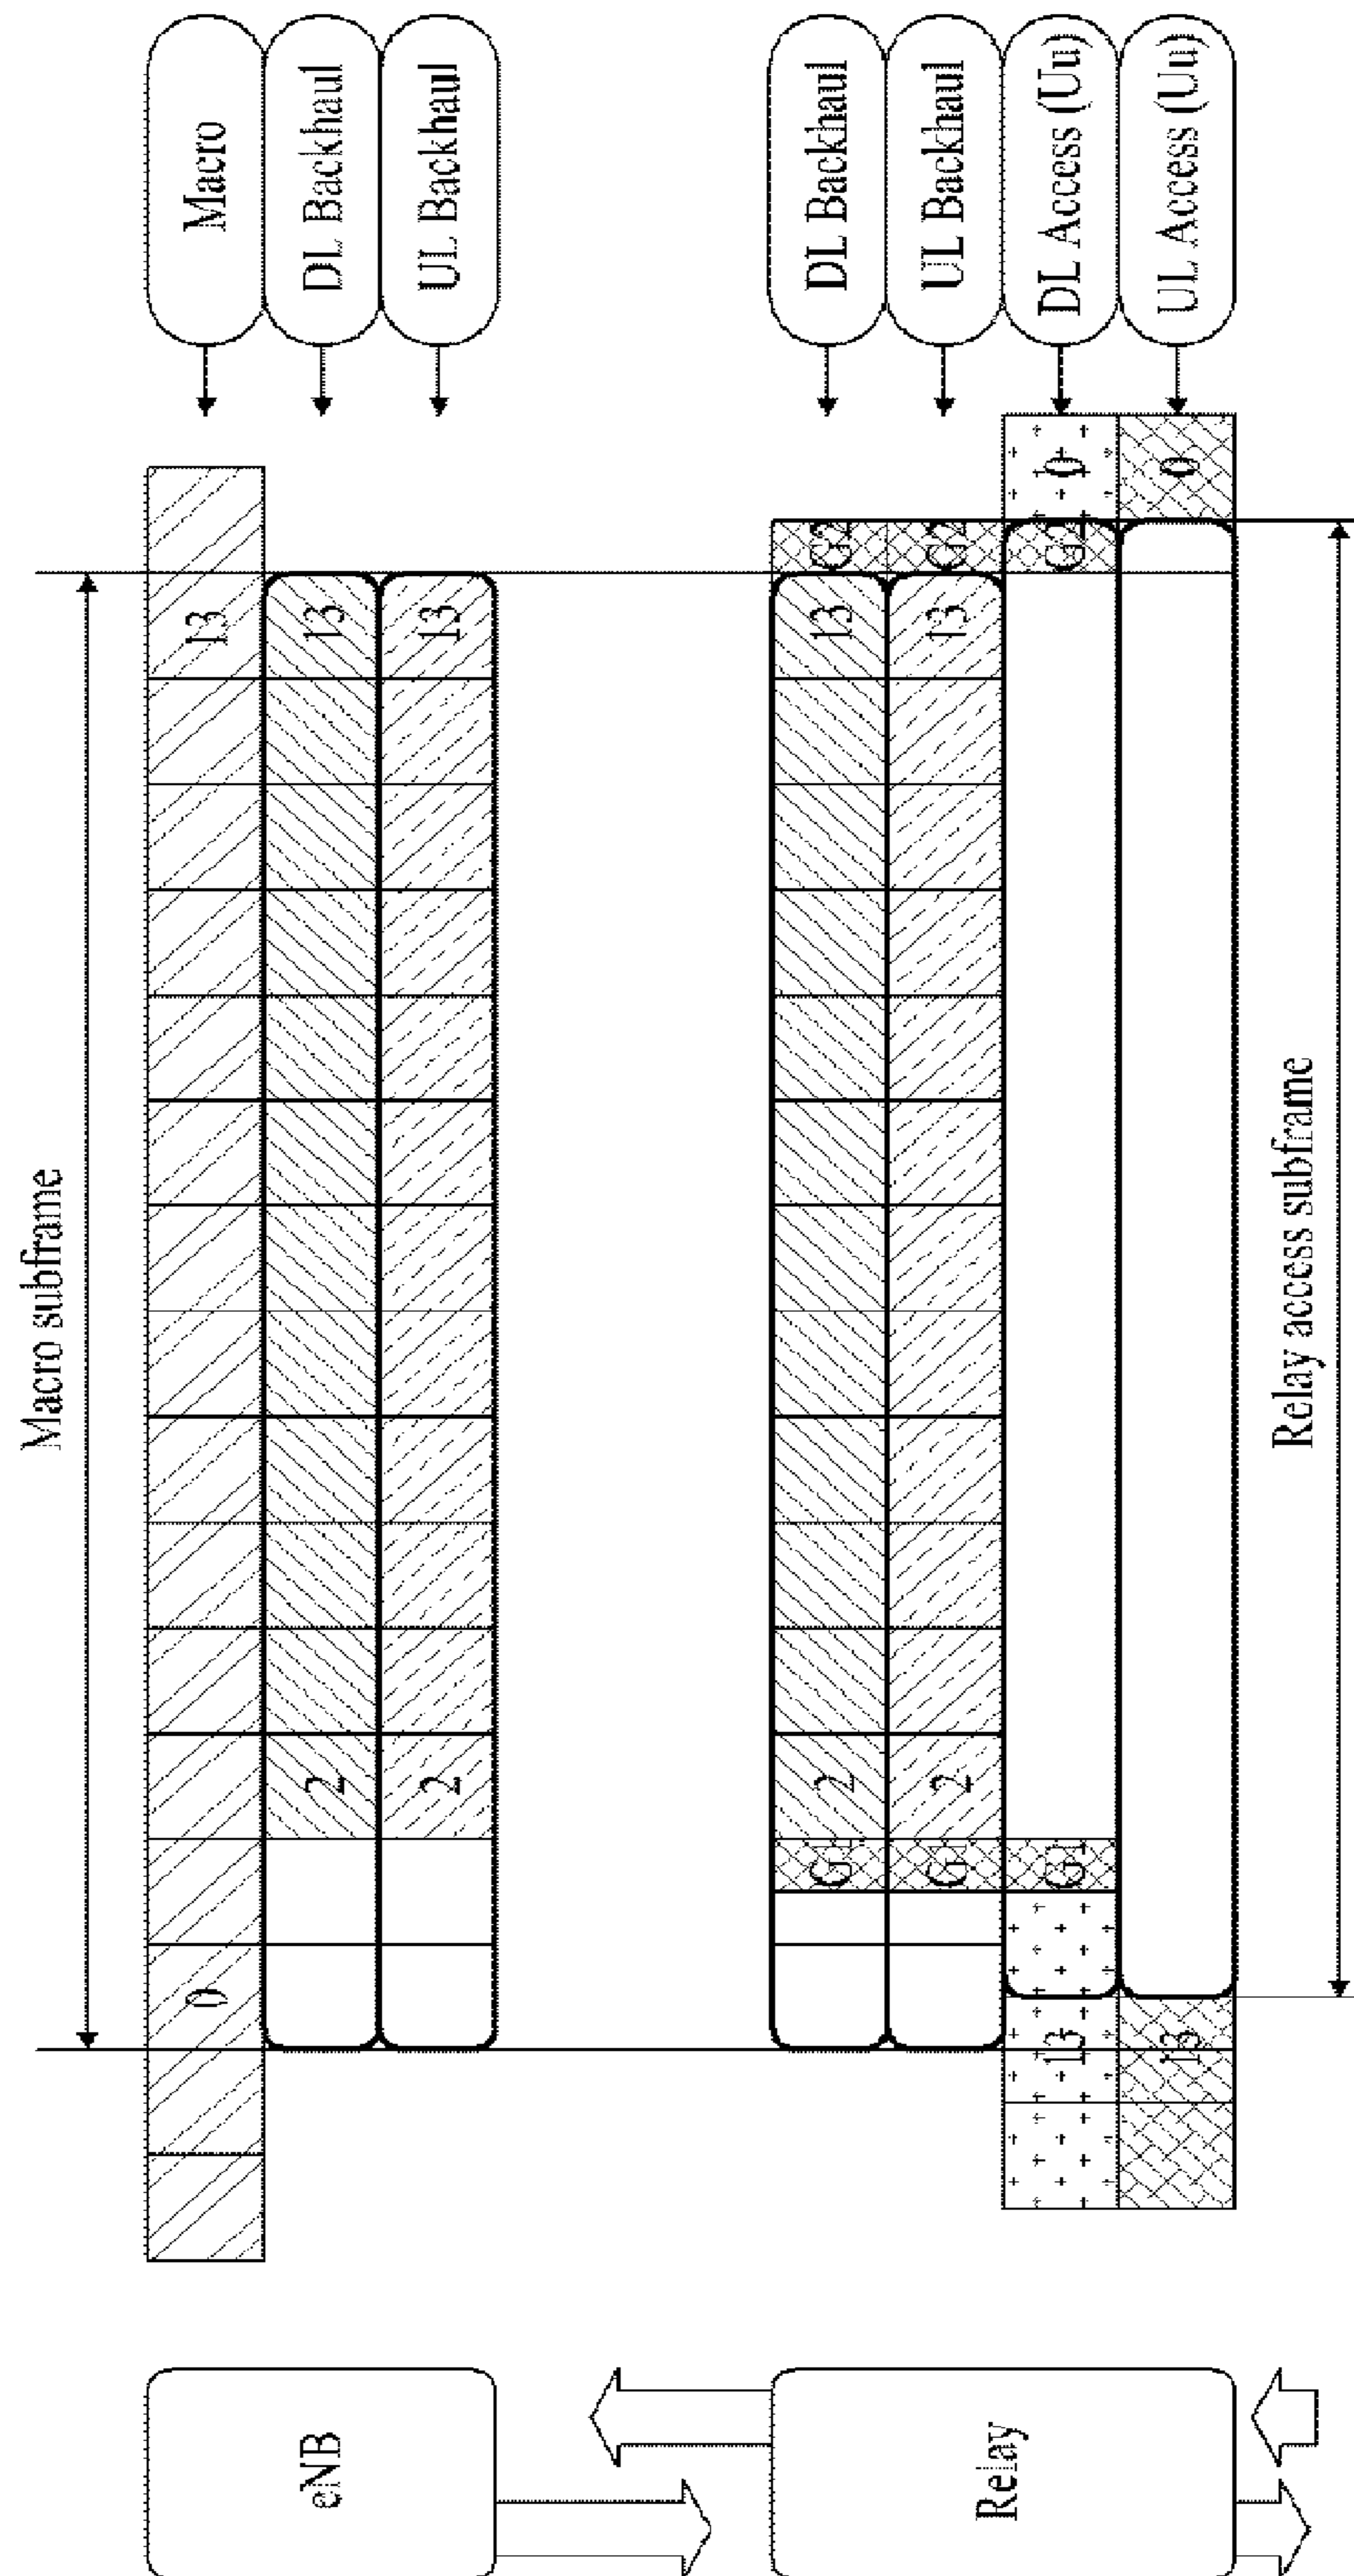 Macro subframe
0 13 Macro
eNB
2 13 DL Backhaul
2 13 UL Backhaul
G1 2 13 G2 DL Backhaul
G1 2 13 G2 UL Backhaul
Relay
13 G1 G2 0 DL Access (Uu)
13 0 UL Access (Uu)
Relay access subframe